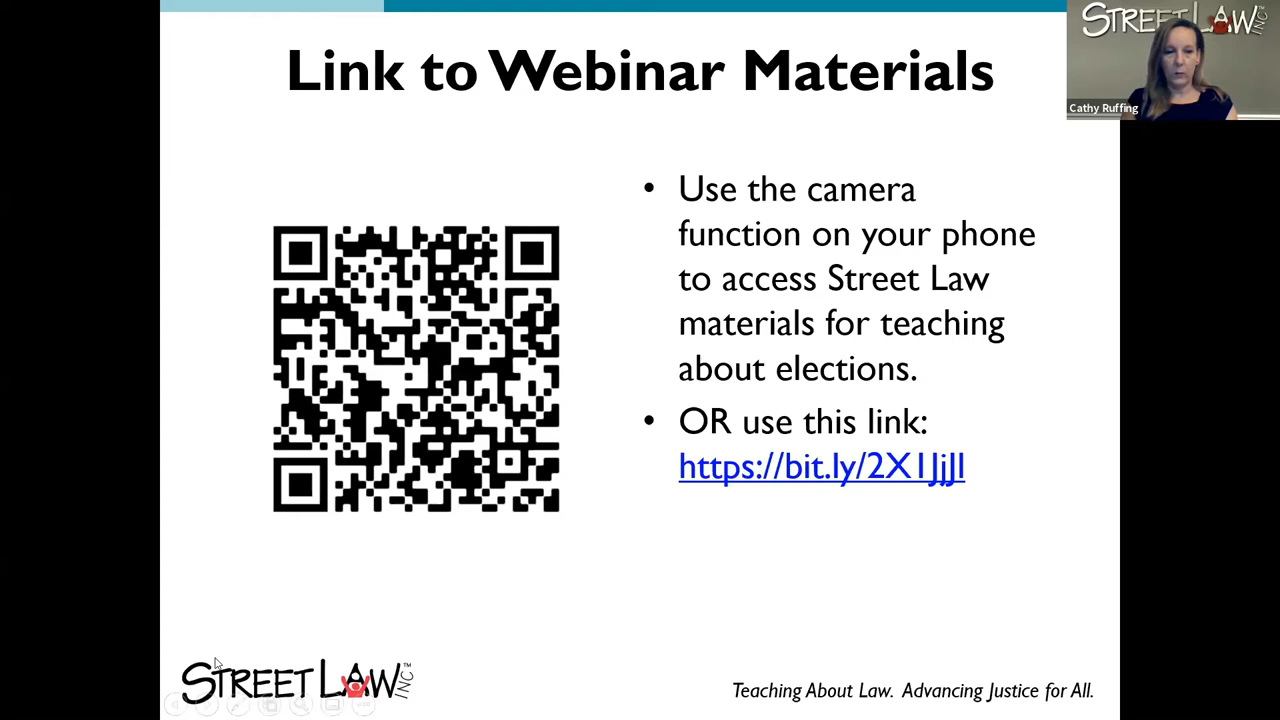 Link to Webinar Materials
STREET LAW INC
Cathy Ruffing
• Use the camera
function on your phone
to access Street Law
materials for teaching
about elections.
• OR use this link:
https://bit.ly/2X1JjJI
STREET LAW INC™
Teaching About Law. Advancing Justice for All.